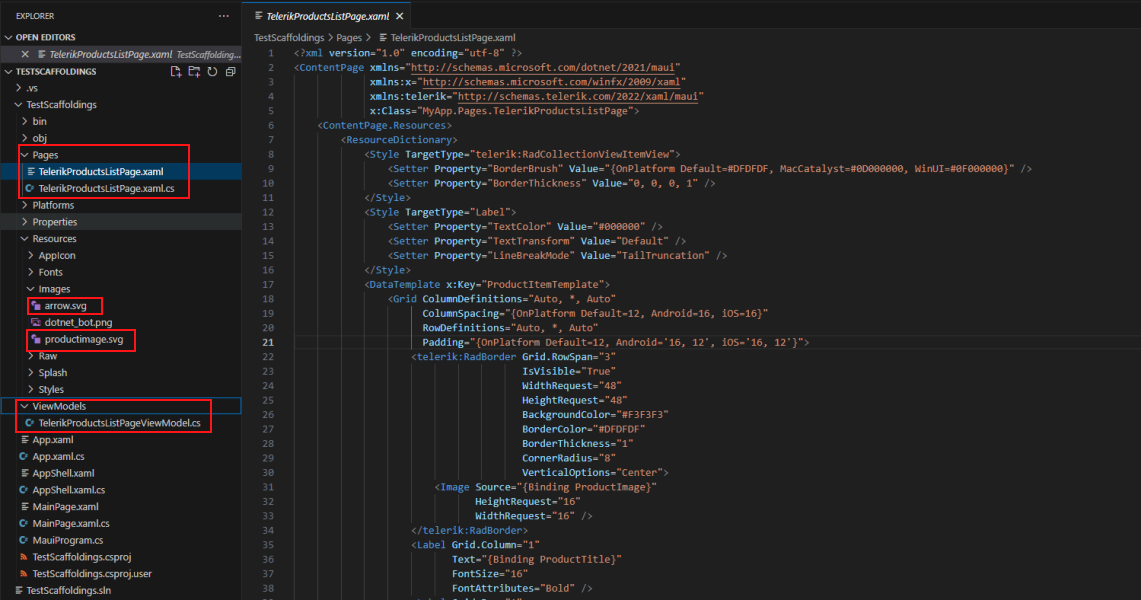 EXPLORER
OPEN EDITORS
TelerikProductsListPage.xaml TestScaffolding...
TESTSCAFFOLDINGS
.vs
TestScaffoldings
bin
obj
Pages
TelerikProductsListPage.xaml
TelerikProductsListPage.xaml.cs
Platforms
Properties
Resources
AppIcon
Fonts
Images
arrow.svg
dotnet_bot.png
productimage.svg
Raw
Splash
Styles
ViewModels
TelerikProductsListPageViewModel.cs
App.xaml
App.xaml.cs
AppShell.xaml
AppShell.xaml.cs
MainPage.xaml
MainPage.xaml.cs
MauiProgram.cs
TestScaffoldings.csproj
TestScaffoldings.csproj.user
TestScaffoldings.sln
TelerikProductsListPage.xaml
TestScaffoldings > Pages > TelerikProductsListPage.xaml
1 <?xml version="1.0" encoding="utf-8" ?>
2 <ContentPage xmlns="http://schemas.microsoft.com/dotnet/2021/maui"
3 xmlns:x="http://schemas.microsoft.com/winfx/2009/xaml"
4 xmlns:telerik="http://schemas.telerik.com/2022/xaml/maui"
5 x:Class="MyApp.Pages.TelerikProductsListPage">
6 <ContentPage.Resources>
7 <ResourceDictionary>
8 <Style TargetType="telerik:RadCollectionViewItemView">
9 <Setter Property="BorderBrush" Value="{OnPlatform Default=#DFDFDF, MacCatalyst=#0D000000, WinUI=#0F000000}" />
10 <Setter Property="BorderThickness" Value="0, 0, 0, 1" />
11 </Style>
12 <Style TargetType="Label">
13 <Setter Property="TextColor" Value="#000000" />
14 <Setter Property="TextTransform" Value="Default" />
15 <Setter Property="LineBreakMode" Value="TailTruncation" />
16 </Style>
17 <DataTemplate x:Key="ProductItemTemplate">
18 <Grid ColumnDefinitions="Auto, *, Auto"
19 ColumnSpacing="{OnPlatform Default=12, Android=16, iOS=16}"
20 RowDefinitions="Auto, *, Auto"
21 Padding="{OnPlatform Default=12, Android='16, 12', iOS='16, 12'}">
22 <telerik:RadBorder Grid.RowSpan="3"
23 IsVisible="True"
24 WidthRequest="48"
25 HeightRequest="48"
26 BackgroundColor="#F3F3F3"
27 BorderColor="#DFDFDF"
28 BorderThickness="1"
29 CornerRadius="8"
30 VerticalOptions="Center">
31 <Image Source="{Binding ProductImage}"
32 HeightRequest="16"
33 WidthRequest="16" />
34 </telerik:RadBorder>
35 <Label Grid.Column="1"
36 Text="{Binding ProductTitle}"
37 FontSize="16"
38 FontAttributes="Bold" />